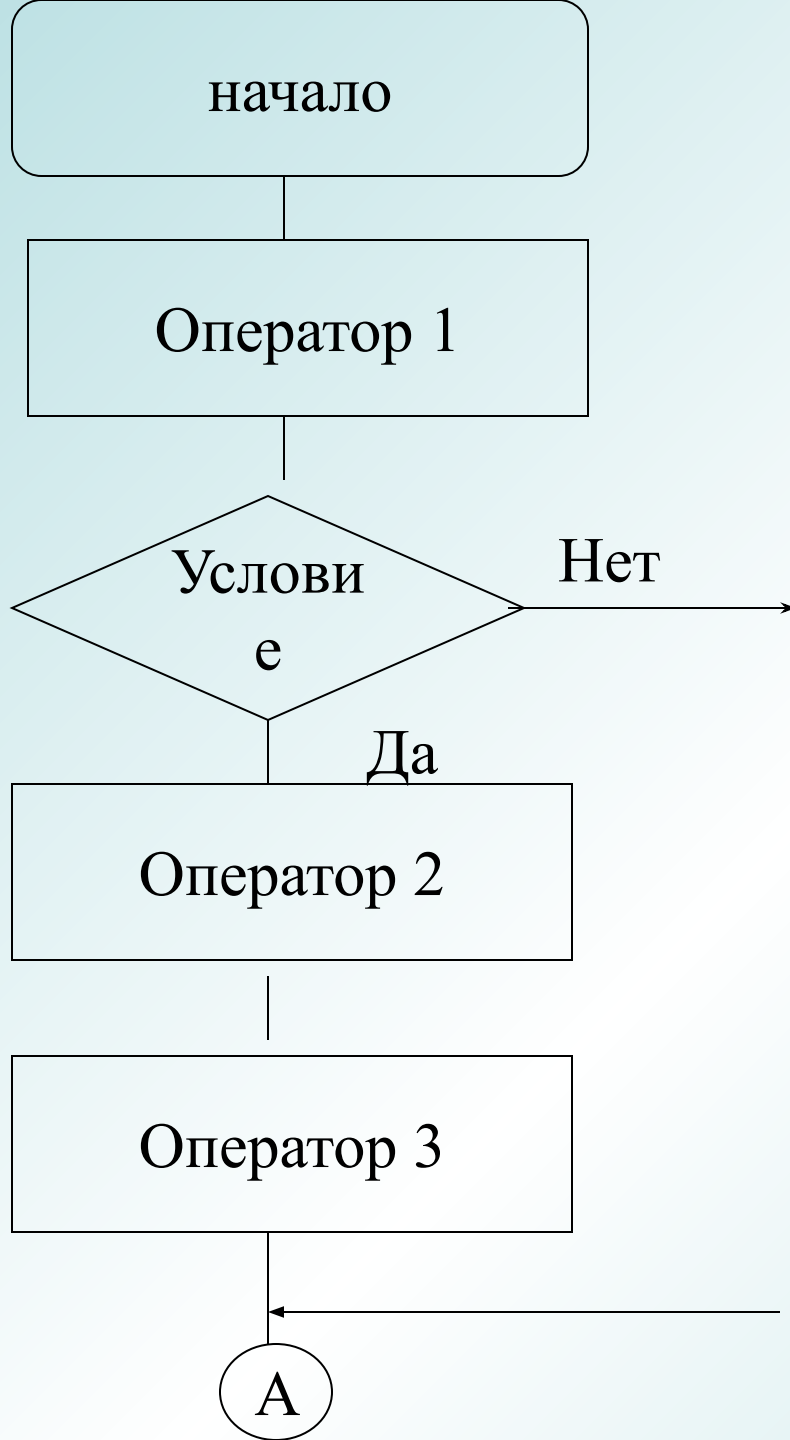 начало
Оператор 1
Услови
е
Нет
Да
Оператор 2
Оператор 3
А